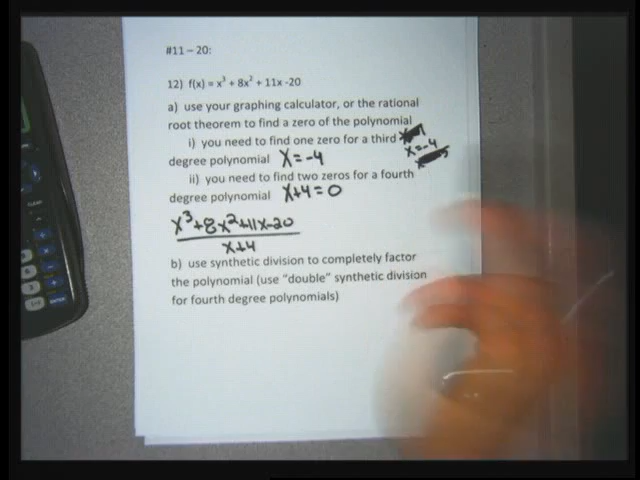 #11 – 20:
12) f(x) = x³ + 8x² + 11x -20
a) use your graphing calculator, or the rational
root theorem to find a zero of the polynomial
i) you need to find one zero for a third
x=-4
degree polynomial X=-4
ii) you need to find two zeros for a fourth
degree polynomial X+4=0
x³+8x²+11x-20
x+4
b) use synthetic division to completely factor
the polynomial (use “double” synthetic division
for fourth degree polynomials)